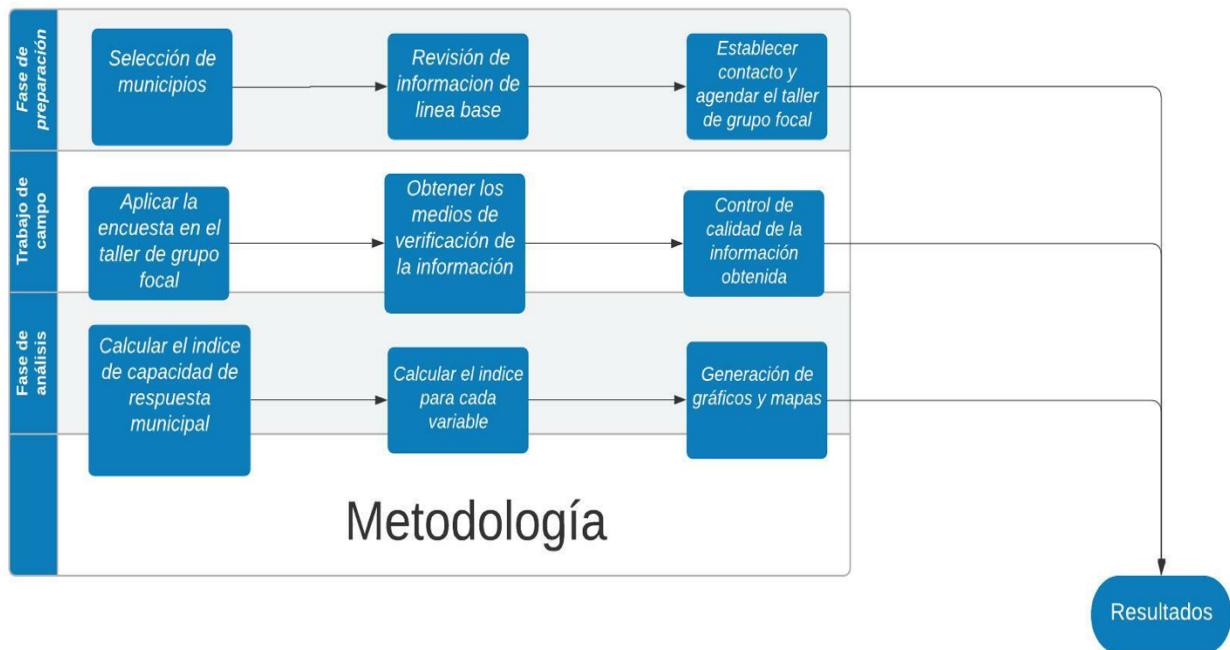 Fase de
preparación
Selección de
municipios
Revisión de
informacion de
linea base
Establecer
contacto y
agendar el taller
de grupo focal
Trabajo de
campo
Aplicar la
encuesta en el
taller de grupo
focal
Obtener los
medios de
verificación de
la información
Control de
calidad de la
información
obtenida
Fase de
análisis
Calcular el indice
de capacidad de
respuesta
municipal
Calcular el indice
para cada
variable
Generación de
gráficos y mapas
Metodología
Resultados